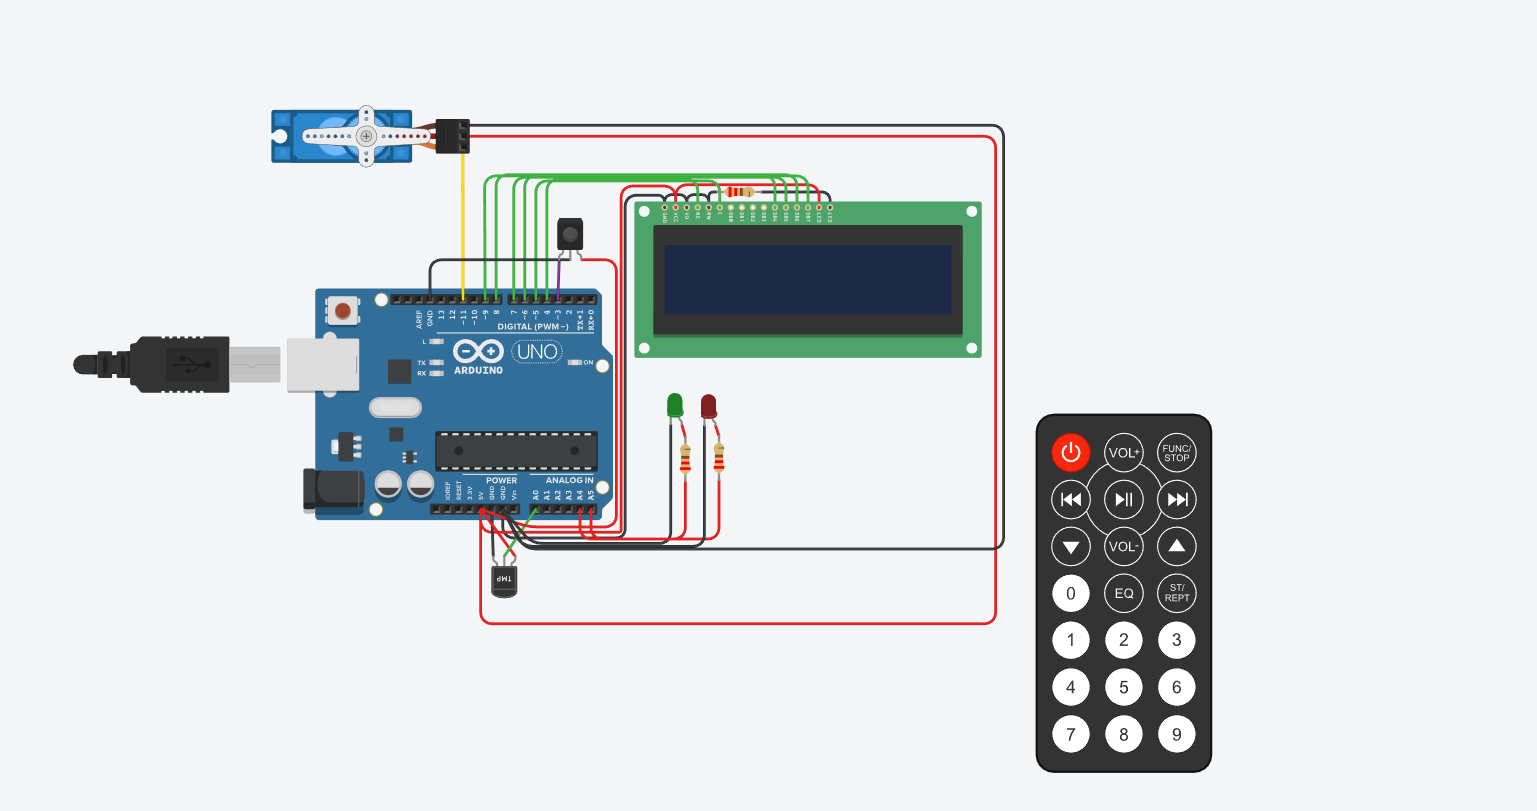 GND
VCC
VO
RS
RW
E
DB0
DB1
DB2
DB3
DB4
DB5
DB6
DB7
LED
LED
AREF
GND
13
12
~11
~10
~9
8
7
~6
~5
4
~3
2
TX→1
RX←0
DIGITAL (PWM~)
L
TX
RX
ARDUINO
UNO
ON
POWER
ANALOG IN
IOREF
RESET
3.3V
5V
GND
GND
Vin
A0
A1
A2
A3
A4
A5
TMP
VOL+
FUNC/
STOP
VOL-
0
EQ
ST/
REPT
1 2 3
4 5 6
7 8 9